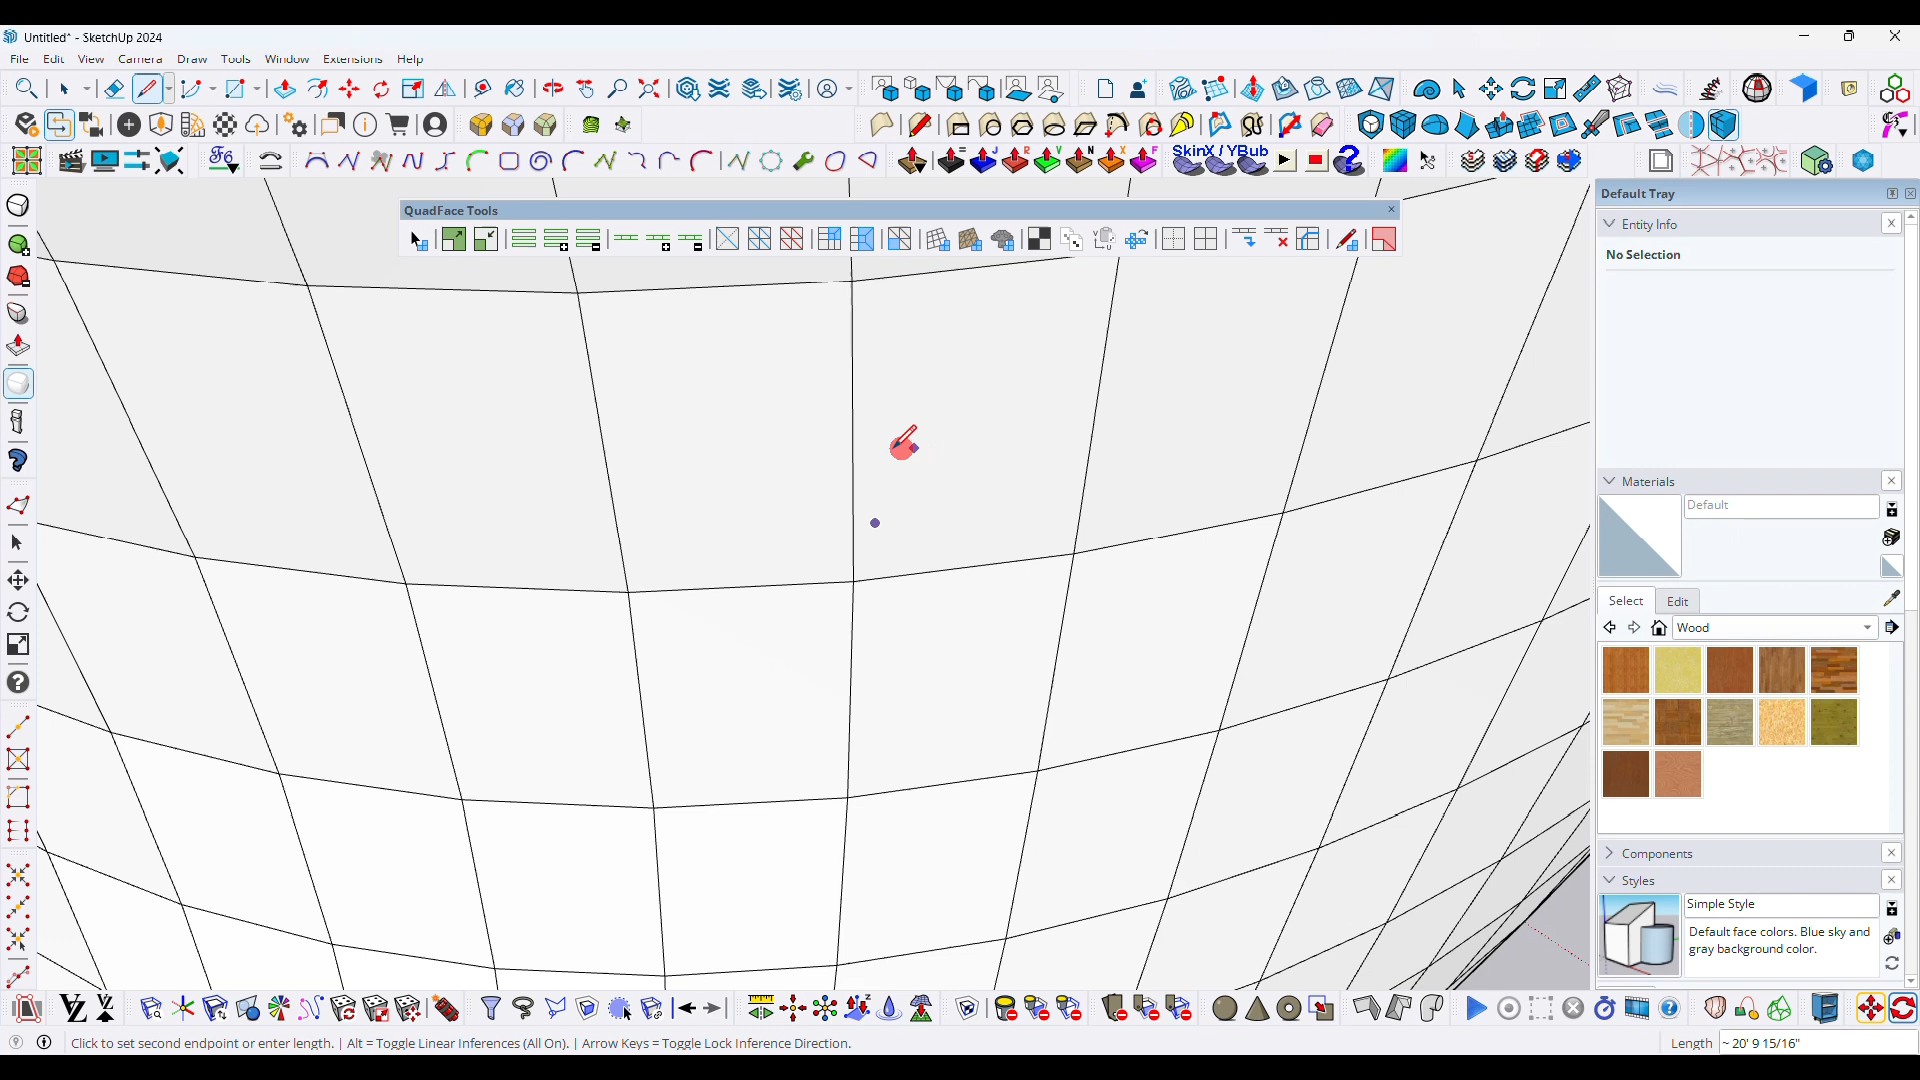 Untitled* - SketchUp 2024
File Edit View Camera Draw Tools Window Extensions Help
SkinX / YBub
Default Tray
QuadFace Tools
Entity Info
No Selection
Materials
Default
Select Edit
Wood
Components
Styles
Simple Style
Default face colors. Blue sky and
gray background color.
Click to set second endpoint or enter length. | Alt = Toggle Linear Inferences (All On). | Arrow Keys = Toggle Lock Inference Direction.
Length ~ 20' 9 15/16"